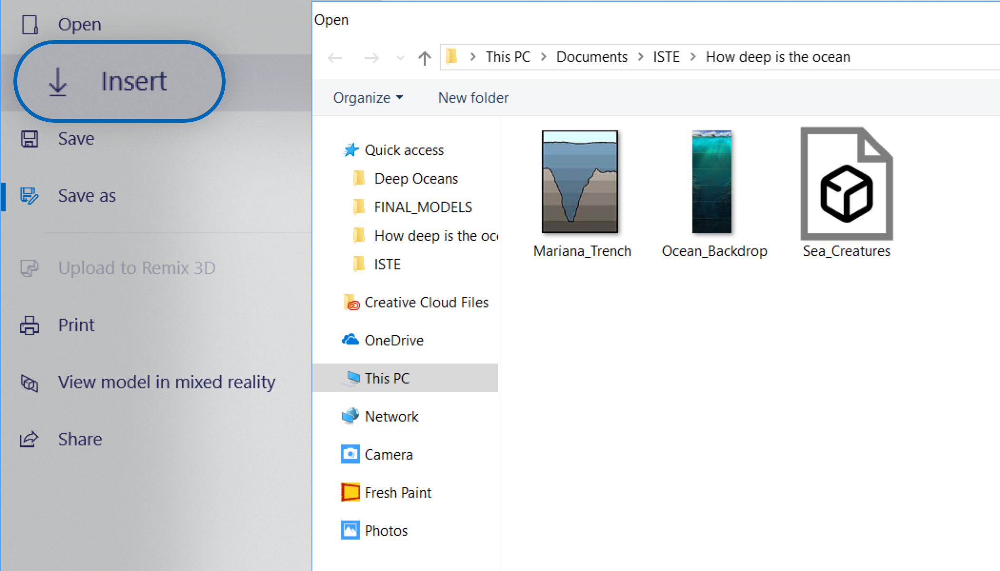 Open
Insert
Save
Save as
Upload to Remix 3D
Print
View model in mixed reality
Share
Open
This PC > Documents > ISTE > How deep is the ocean
Organize New folder
Quick access
Deep Oceans
FINAL_MODELS
How deep is the oc
ISTE
Creative Cloud Files
OneDrive
This PC
Network
Camera
Fresh Paint
Photos
Mariana_Trench Ocean_Backdrop Sea_Creatures